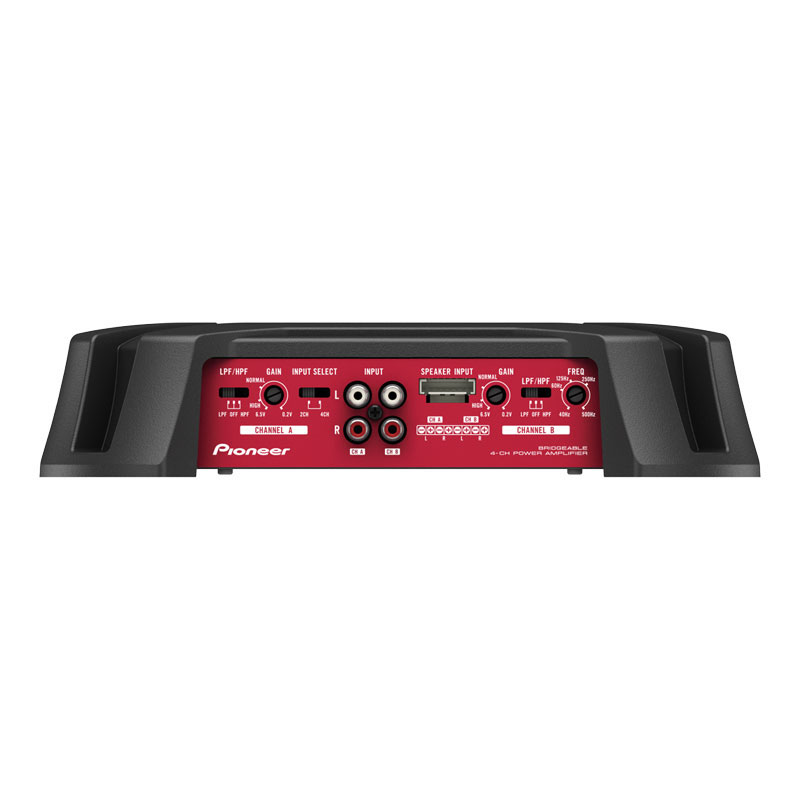 LPF/HPF GAIN INPUT SELECT INPUT SPEAKER INPUT GAIN LPF/HPF FREQ
NORMAL NORMAL 125Hz 250Hz
60Hz
L
HIGH HIGH
LPF OFF HPF 6.5V 0.2V 2CH 4CH 6.5V 0.2V LPF OFF HPF 40Hz 500Hz
CH A CH B
CHANNEL A R CHANNEL B
L R L R
Pioneer CH A CH B BRIDGEABLE
4-CH POWER AMPLIFIER